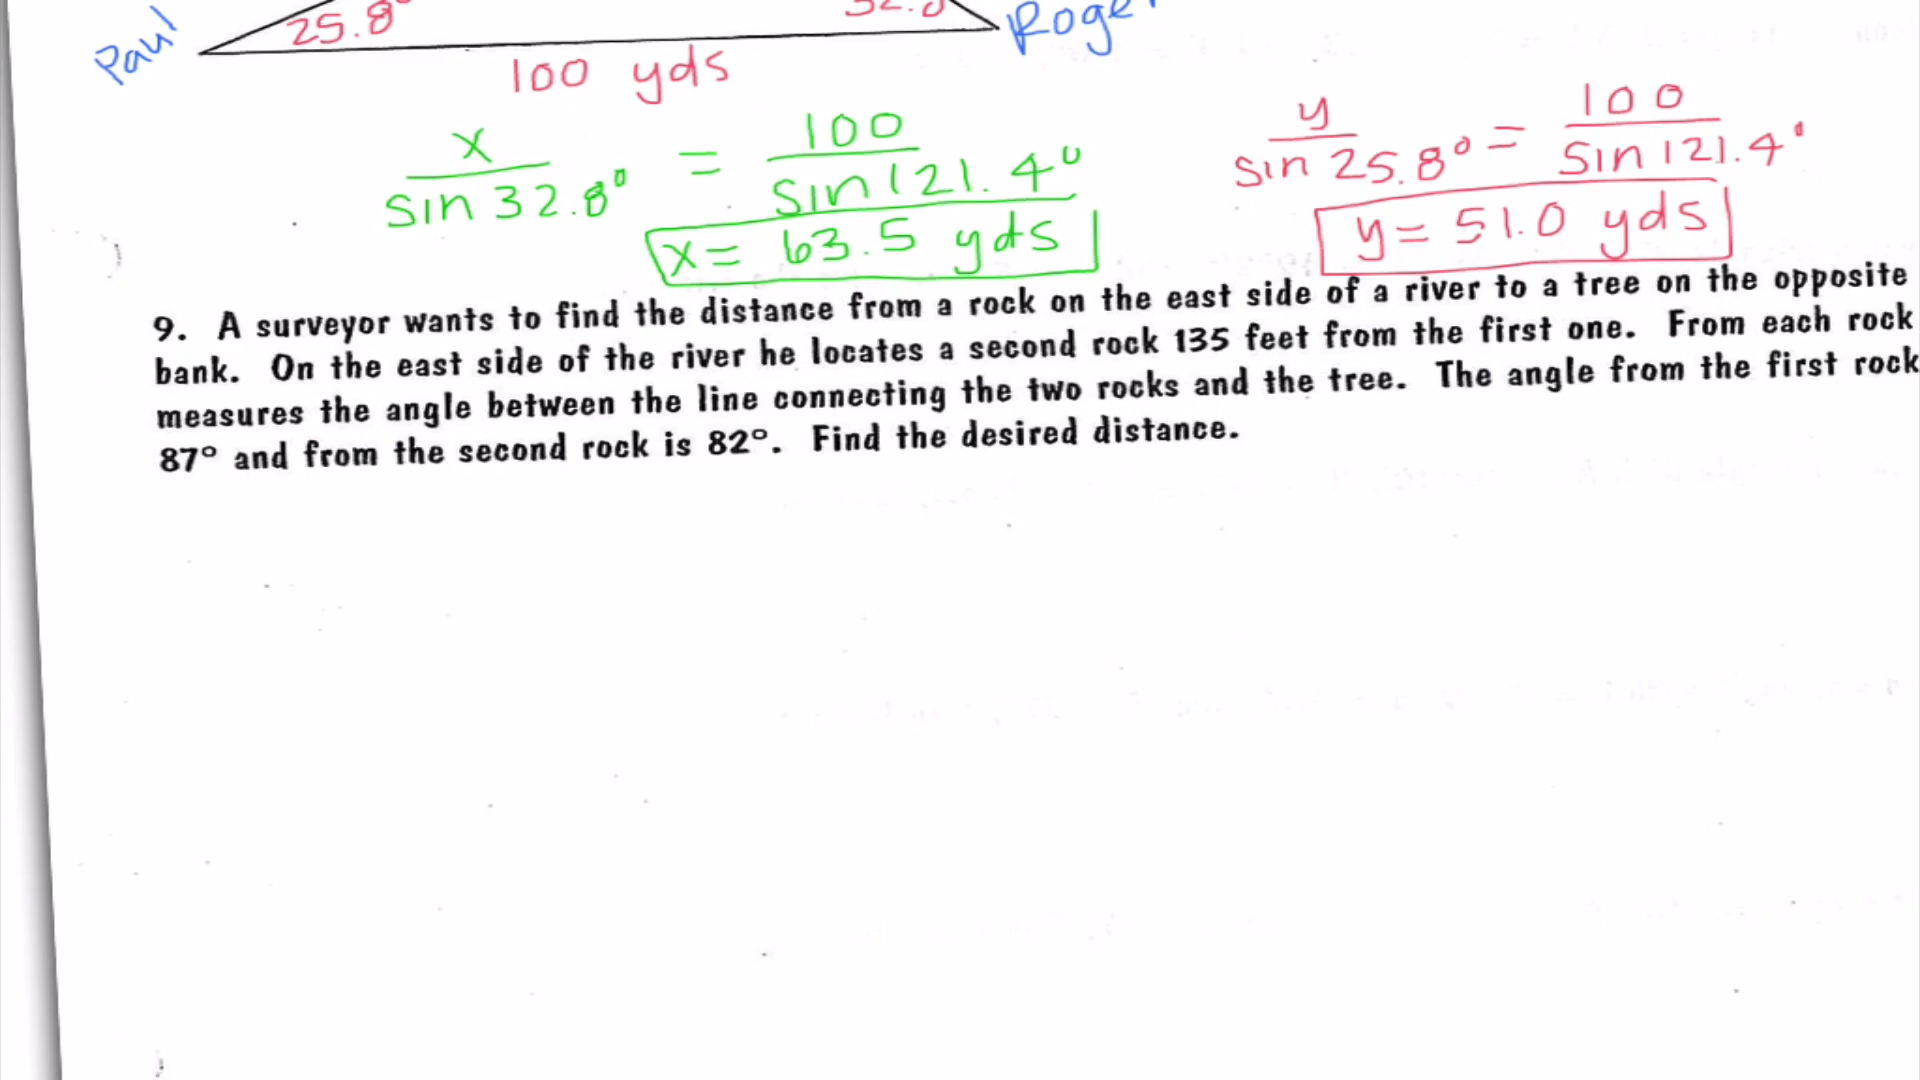 Paul 25.8°
100 yds
x / sin 32.8° = 100 / sin 121.4°
x = 63.5 yds
y / sin 25.8° = 100 / sin 121.4°
y = 51.0 yds
9. A surveyor wants to find the distance from a rock on the east side of a river to a tree on the opposite
bank. On the east side of the river he locates a second rock 135 feet from the first one. From each rock
measures the angle between the line connecting the two rocks and the tree. The angle from the first rock
87° and from the second rock is 82°. Find the desired distance.